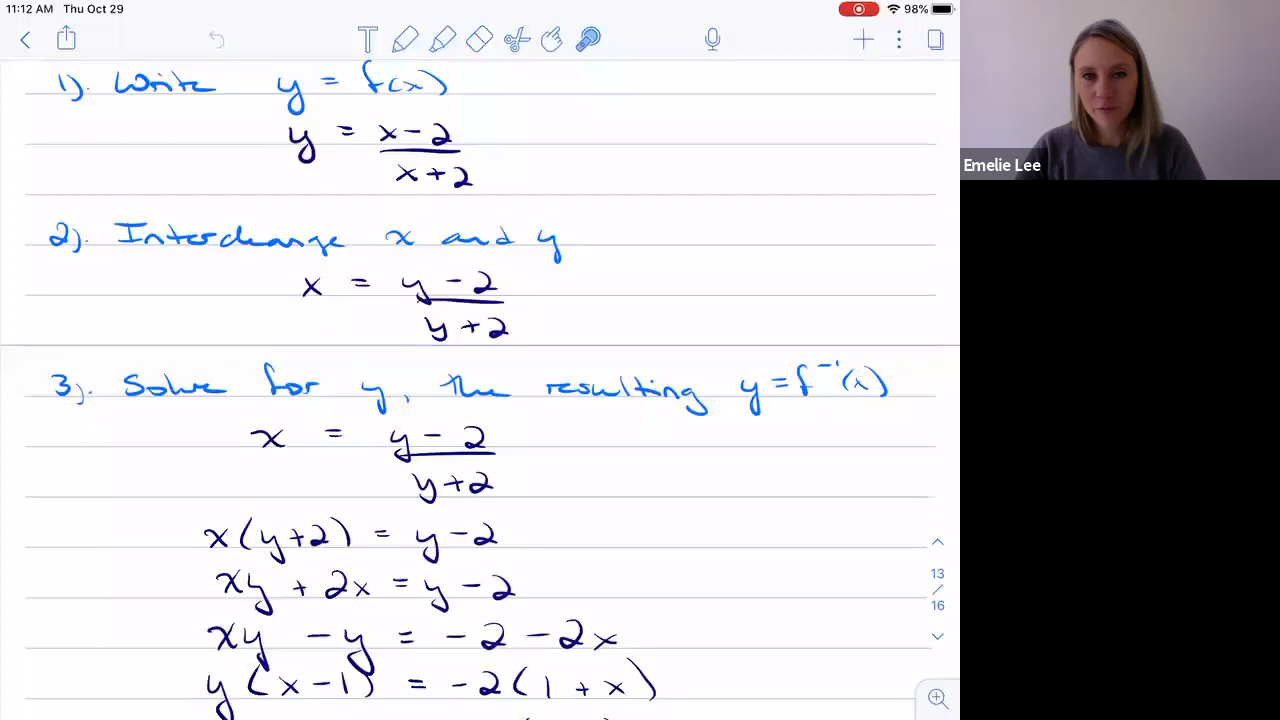 11:12 AM Thu Oct 29
98%
1). Write y = f(x)
y = x-2
x+2
2). Interchange x and y
x = y-2
y+2
3). Solve for y, the resulting y = f⁻¹(x)
x = y-2
y+2
x(y+2) = y-2
xy + 2x = y-2
xy - y = -2 - 2x
y(x-1) = -2(1+x)
13
/
16
Emelie Lee